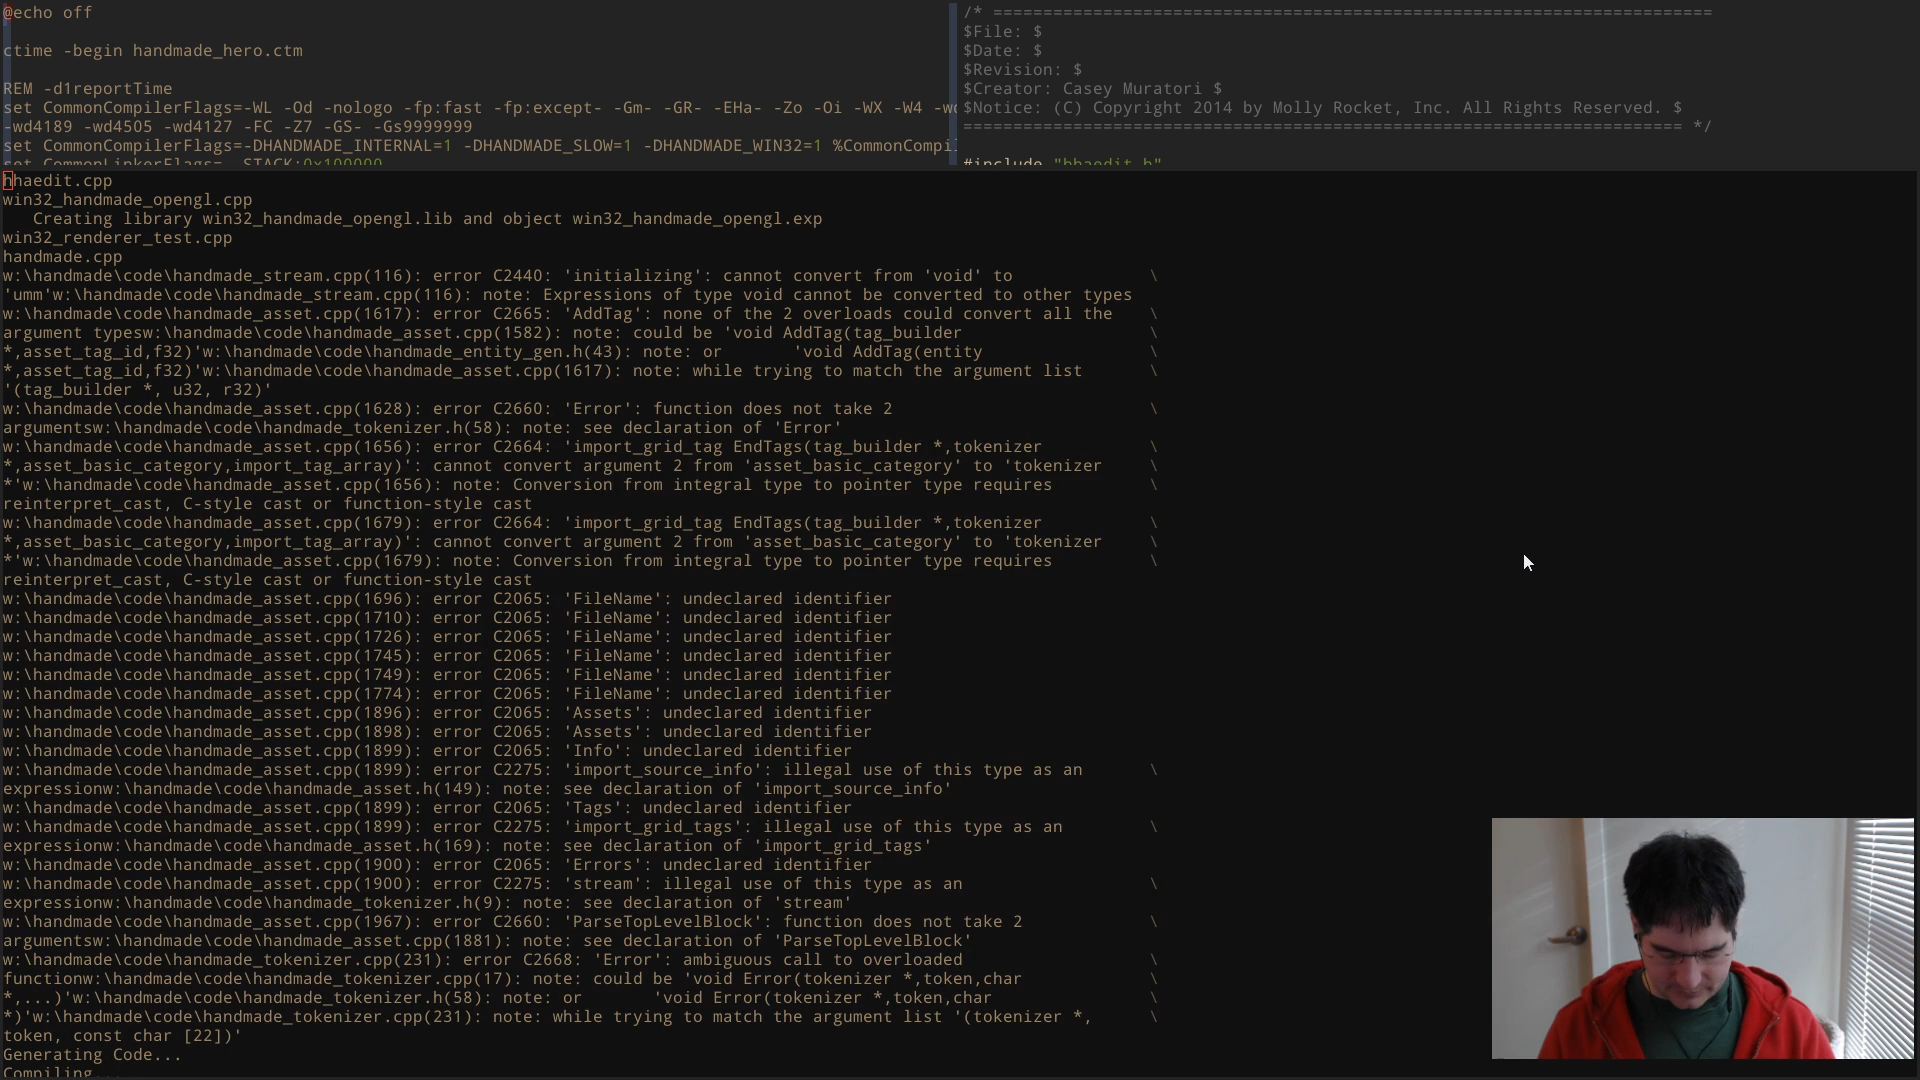 @echo off
ctime -begin handmade_hero.ctm
REM -d1reportTime
set CommonCompilerFlags=-WL -Od -nologo -fp:fast -fp:except- -Gm- -GR- -EHa- -Zo -Oi -WX -W4
-wd4189 -wd4505 -wd4127 -FC -Z7 -GS- -Gs9999999
set CommonCompilerFlags=-DHANDMADE_INTERNAL=1 -DHANDMADE_SLOW=1 -DHANDMADE_WIN32=1 %CommonCompi
set CommonLinkerFlags= STACK:0x100000
/* ========================================================================
$File: $
$Date: $
$Revision: $
$Creator: Casey Muratori $
$Notice: (C) Copyright 2014 by Molly Rocket, Inc. All Rights Reserved. $
======================================================================== */
#include "hhaedit.h"
hhaedit.cpp
win32_handmade_opengl.cpp
Creating library win32_handmade_opengl.lib and object win32_handmade_opengl.exp
win32_renderer_test.cpp
handmade.cpp
w:\handmade\code\handmade_stream.cpp(116): error C2440: 'initializing': cannot convert from 'void' to \
'umm'w:\handmade\code\handmade_stream.cpp(116): note: Expressions of type void cannot be converted to other types
w:\handmade\code\handmade_asset.cpp(1617): error C2665: 'AddTag': none of the 2 overloads could convert all the \
argument typesw:\handmade\code\handmade_asset.cpp(1582): note: could be 'void AddTag(tag_builder \
*,asset_tag_id,f32)'w:\handmade\code\handmade_entity_gen.h(43): note: or 'void AddTag(entity \
*,asset_tag_id,f32)'w:\handmade\code\handmade_asset.cpp(1617): note: while trying to match the argument list \
'(tag_builder *, u32, r32)'
w:\handmade\code\handmade_asset.cpp(1628): error C2660: 'Error': function does not take 2 \
argumentsw:\handmade\code\handmade_tokenizer.h(58): note: see declaration of 'Error'
w:\handmade\code\handmade_asset.cpp(1656): error C2664: 'import_grid_tag EndTags(tag_builder *,tokenizer \
*,asset_basic_category,import_tag_array)': cannot convert argument 2 from 'asset_basic_category' to 'tokenizer \
*'w:\handmade\code\handmade_asset.cpp(1656): note: Conversion from integral type to pointer type requires \
reinterpret_cast, C-style cast or function-style cast
w:\handmade\code\handmade_asset.cpp(1679): error C2664: 'import_grid_tag EndTags(tag_builder *,tokenizer \
*,asset_basic_category,import_tag_array)': cannot convert argument 2 from 'asset_basic_category' to 'tokenizer \
*'w:\handmade\code\handmade_asset.cpp(1679): note: Conversion from integral type to pointer type requires \
reinterpret_cast, C-style cast or function-style cast
w:\handmade\code\handmade_asset.cpp(1696): error C2065: 'FileName': undeclared identifier
w:\handmade\code\handmade_asset.cpp(1710): error C2065: 'FileName': undeclared identifier
w:\handmade\code\handmade_asset.cpp(1726): error C2065: 'FileName': undeclared identifier
w:\handmade\code\handmade_asset.cpp(1745): error C2065: 'FileName': undeclared identifier
w:\handmade\code\handmade_asset.cpp(1749): error C2065: 'FileName': undeclared identifier
w:\handmade\code\handmade_asset.cpp(1774): error C2065: 'FileName': undeclared identifier
w:\handmade\code\handmade_asset.cpp(1896): error C2065: 'Assets': undeclared identifier
w:\handmade\code\handmade_asset.cpp(1898): error C2065: 'Assets': undeclared identifier
w:\handmade\code\handmade_asset.cpp(1899): error C2065: 'Info': undeclared identifier
w:\handmade\code\handmade_asset.cpp(1899): error C2275: 'import_source_info': illegal use of this type as an \
expressionw:\handmade\code\handmade_asset.h(149): note: see declaration of 'import_source_info'
w:\handmade\code\handmade_asset.cpp(1899): error C2065: 'Tags': undeclared identifier
w:\handmade\code\handmade_asset.cpp(1899): error C2275: 'import_grid_tags': illegal use of this type as an \
expressionw:\handmade\code\handmade_asset.h(169): note: see declaration of 'import_grid_tags'
w:\handmade\code\handmade_asset.cpp(1900): error C2065: 'Errors': undeclared identifier
w:\handmade\code\handmade_asset.cpp(1900): error C2275: 'stream': illegal use of this type as an \
expressionw:\handmade\code\handmade_tokenizer.h(9): note: see declaration of 'stream'
w:\handmade\code\handmade_asset.cpp(1967): error C2660: 'ParseTopLevelBlock': function does not take 2 \
argumentsw:\handmade\code\handmade_asset.cpp(1881): note: see declaration of 'ParseTopLevelBlock'
w:\handmade\code\handmade_tokenizer.cpp(231): error C2668: 'Error': ambiguous call to overloaded \
functionw:\handmade\code\handmade_tokenizer.cpp(17): note: could be 'void Error(tokenizer *,token,char \
*,...)'w:\handmade\code\handmade_tokenizer.h(58): note: or 'void Error(tokenizer *,token,char \
*)'w:\handmade\code\handmade_tokenizer.cpp(231): note: while trying to match the argument list '(tokenizer *, \
token, const char [22])'
Generating Code...
Compiling...